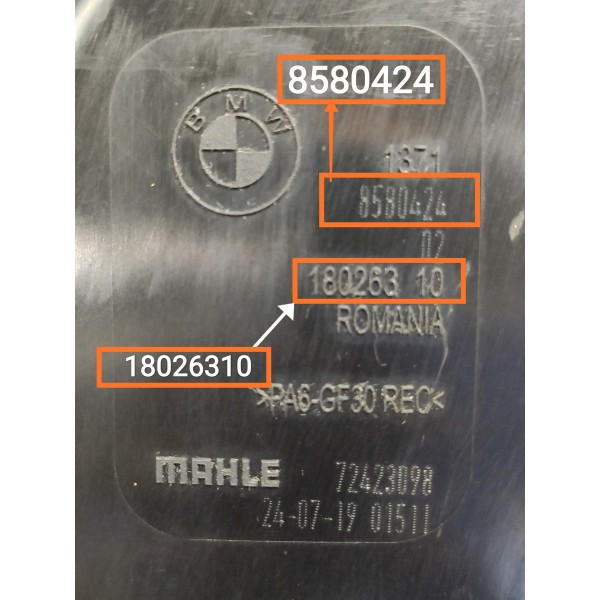 8580424
BMW
1371
8580424
02
180263 10
ROMANIA
18026310
>PA6-GF30 REC<
MAHLE 72423098
24-07-19 01511